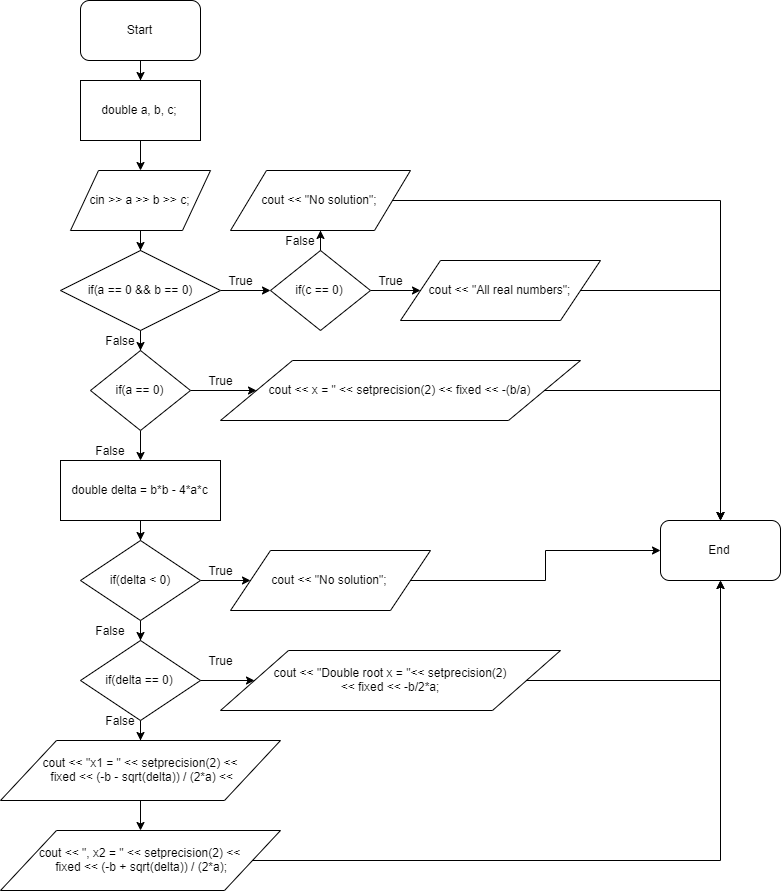 Start
double a, b, c;
cin >> a >> b >> c;
cout << "No solution";
False
if(a == 0 && b == 0)
True
if(c == 0)
True
cout << "All real numbers";
False
if(a == 0)
True
cout << x = " << setprecision(2) << fixed << -(b/a)
False
double delta = b*b - 4*a*c
End
if(delta < 0)
True
cout << "No solution";
False
if(delta == 0)
True
cout << "Double root x = "<< setprecision(2)
<< fixed << -b/2*a;
False
cout << "x1 = " << setprecision(2) <<
fixed << (-b - sqrt(delta)) / (2*a) <<
cout << ", x2 = " << setprecision(2) <<
fixed << (-b + sqrt(delta)) / (2*a);